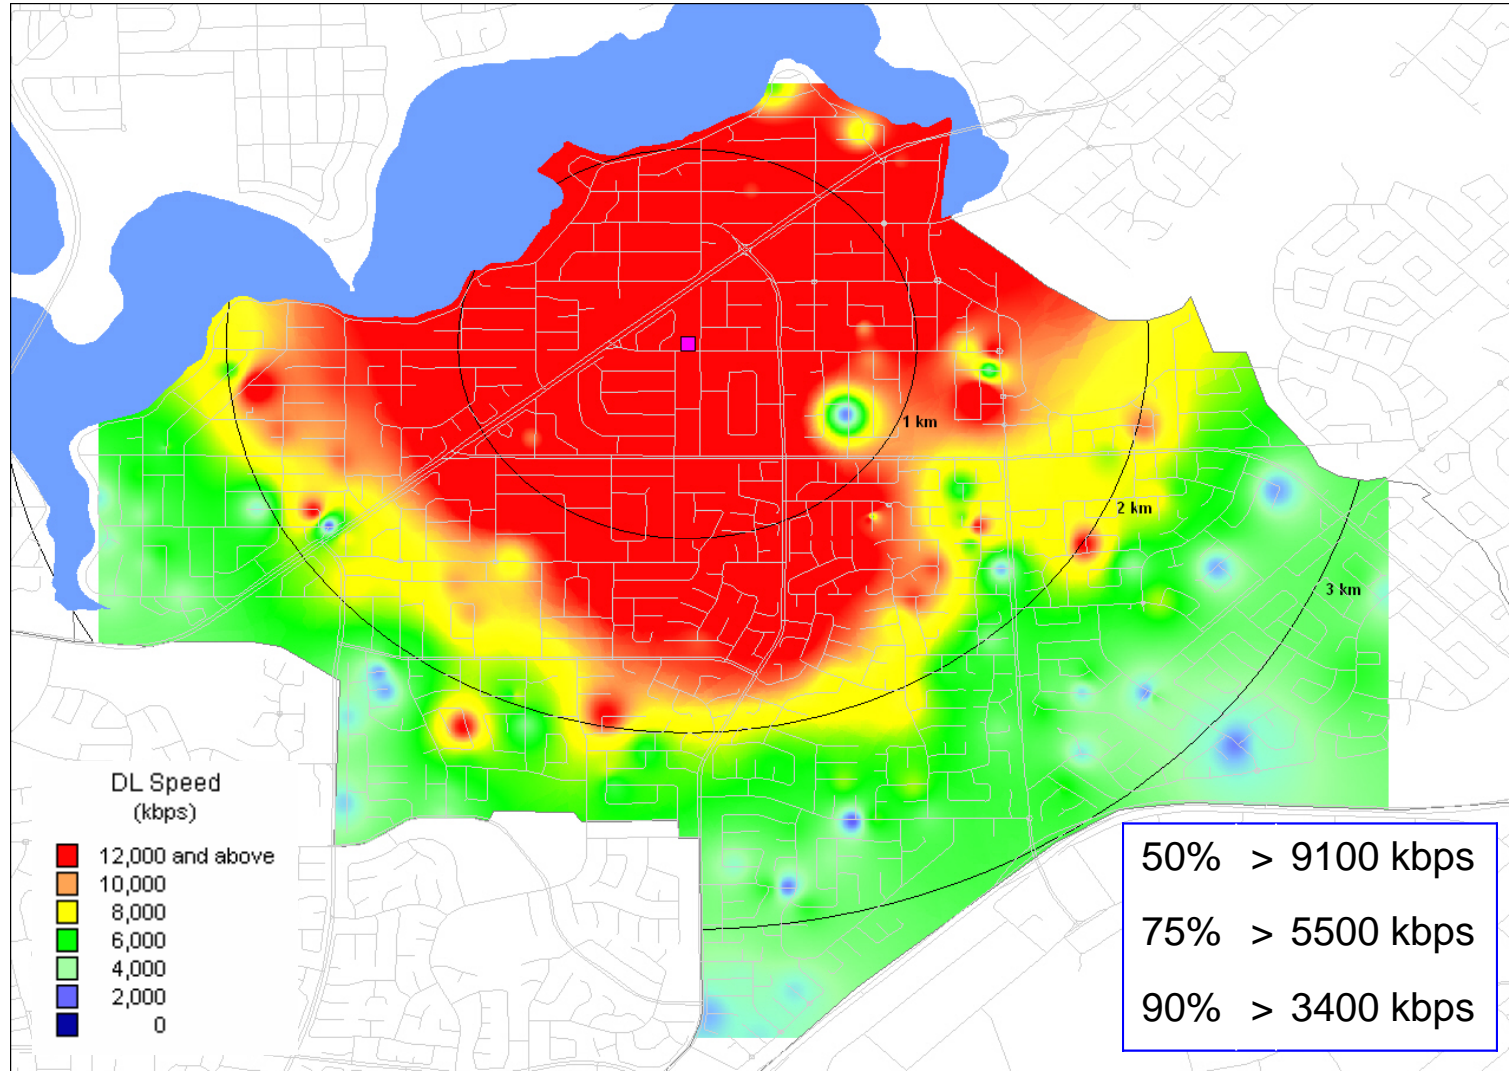 1 km
2 km
3 km
DL Speed
(kbps)
12,000 and above
10,000
8,000
6,000
4,000
2,000
0
50% > 9100 kbps
75% > 5500 kbps
90% > 3400 kbps